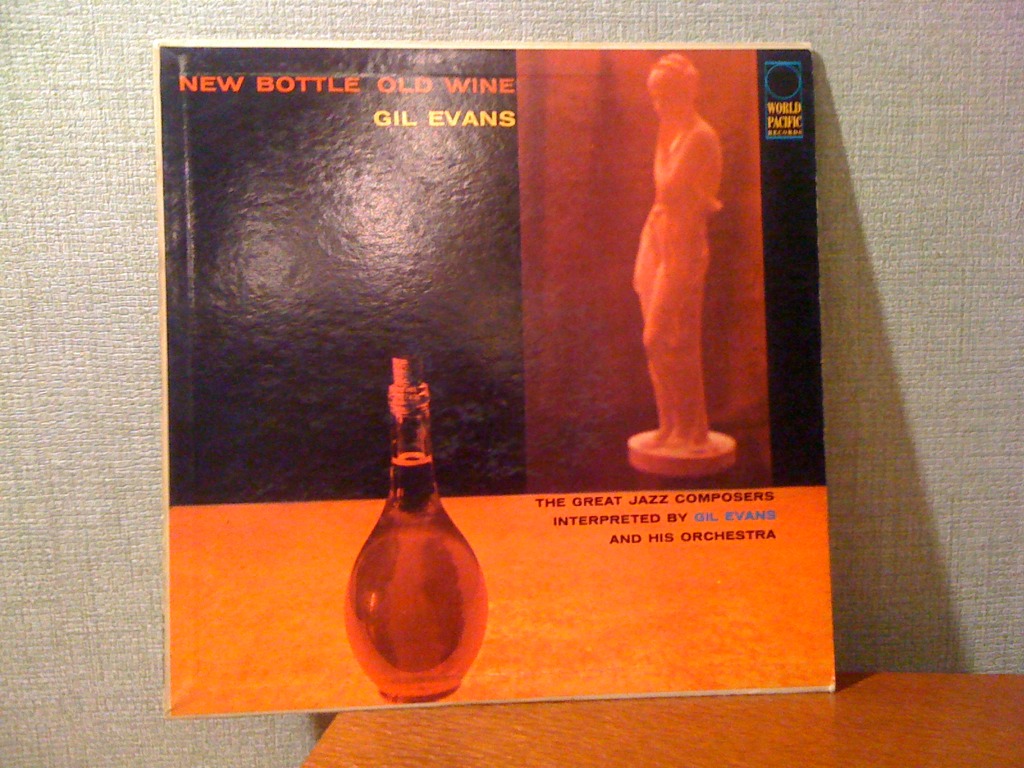 NEW BOTTLE OLD WINE
GIL EVANS
WORLD
PACIFIC
RECORDS
THE GREAT JAZZ COMPOSERS
INTERPRETED BY GIL EVANS
AND HIS ORCHESTRA